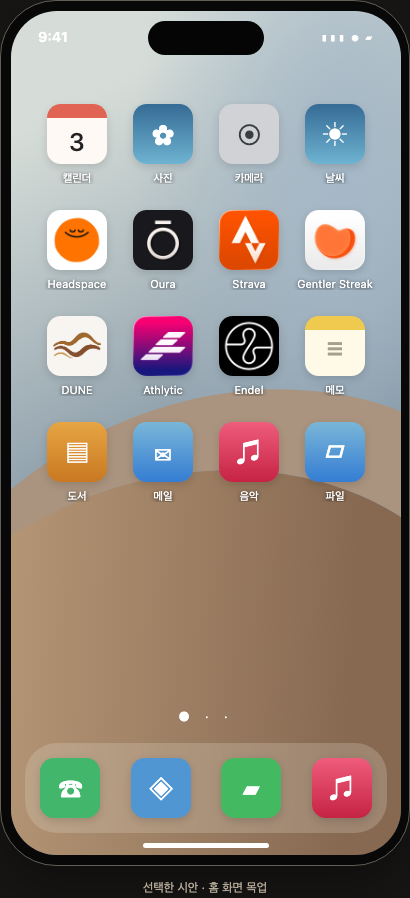 9:41
3
캘린더 사진 카메라 날씨
Headspace Oura Strava Gentler Streak
DUNE Athlytic Endel 메모
도서 메일 음악 파일
선택한 시안 · 홈 화면 목업